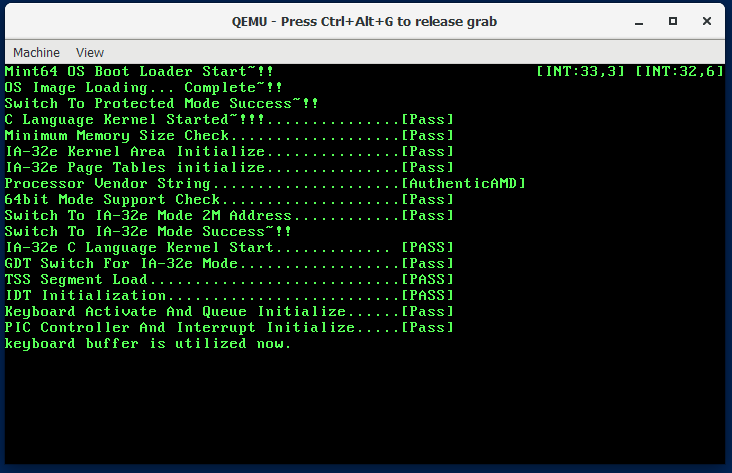 QEMU - Press Ctrl+Alt+G to release grab
Machine View
Mint64 OS Boot Loader Start~!! [INT:33,3] [INT:32,6]
OS Image Loading... Complete~!!
Switch To Protected Mode Success~!!
C Language Kernel Started~!!!...............[Pass]
Minimum Memory Size Check...................[Pass]
IA-32e Kernel Area Initialize...............[Pass]
IA-32e Page Tables initialize...............[Pass]
Processor Vendor String.....................[AuthenticAMD]
64bit Mode Support Check....................[Pass]
Switch To IA-32e Mode 2M Address............[Pass]
Switch To IA-32e Mode Success~!!
IA-32e C Language Kernel Start............. [PASS]
GDT Switch For IA-32e Mode..................[Pass]
TSS Segment Load............................[PASS]
IDT Initialization..........................[PASS]
Keyboard Activate And Queue Initialize......[Pass]
PIC Controller And Interrupt Initialize.....[Pass]
keyboard buffer is utilized now.